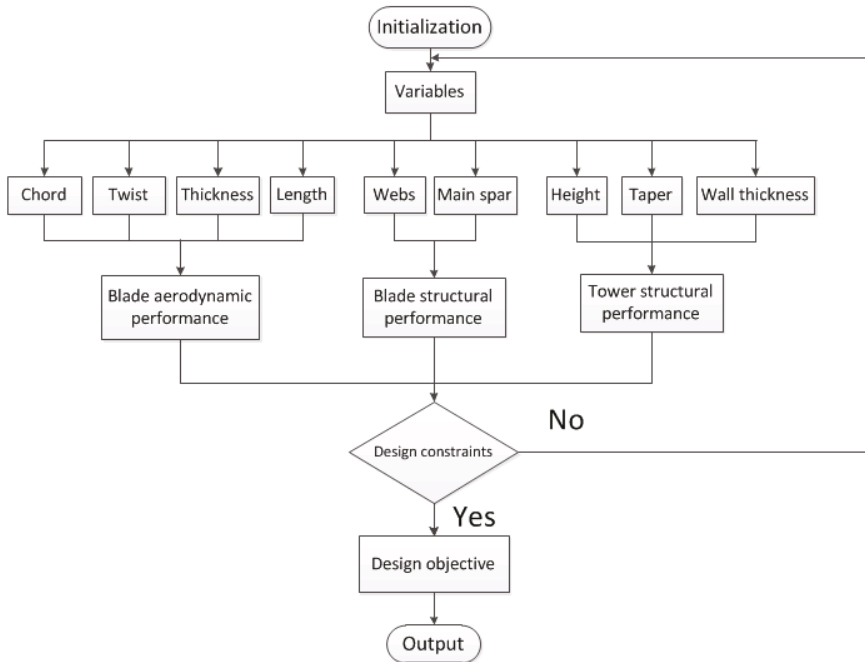 Initialization
Variables
Chord
Twist
Thickness
Length
Webs
Main spar
Height
Taper
Wall thickness
Blade aerodynamic
performance
Blade structural
performance
Tower structural
performance
Design constraints
No
Yes
Design objective
Output